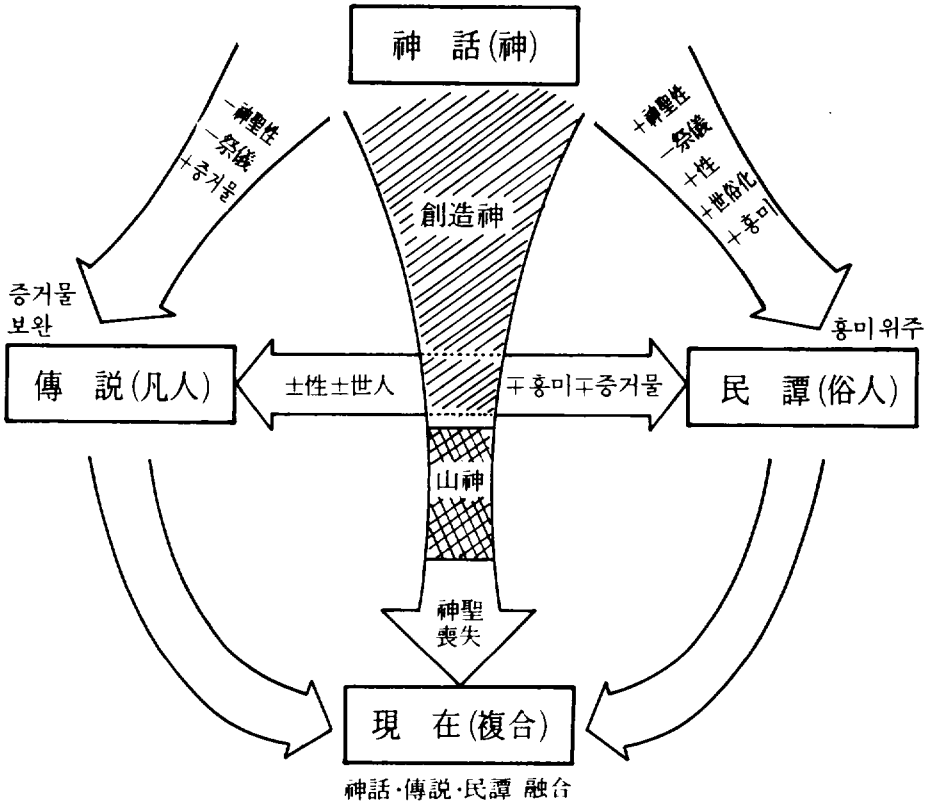 神 話(神)
－神聖性
－祭儀
＋증거물
＋神聖性
－祭儀
＋性
＋世俗化
＋흥미
創造神
증거물
보완
흥미위주
傳 説(凡人)
±性±世人
∓흥미∓증거물
民 譚(俗人)
山神
神聖
喪失
現 在(複合)
神話·傳説·民譚 融合